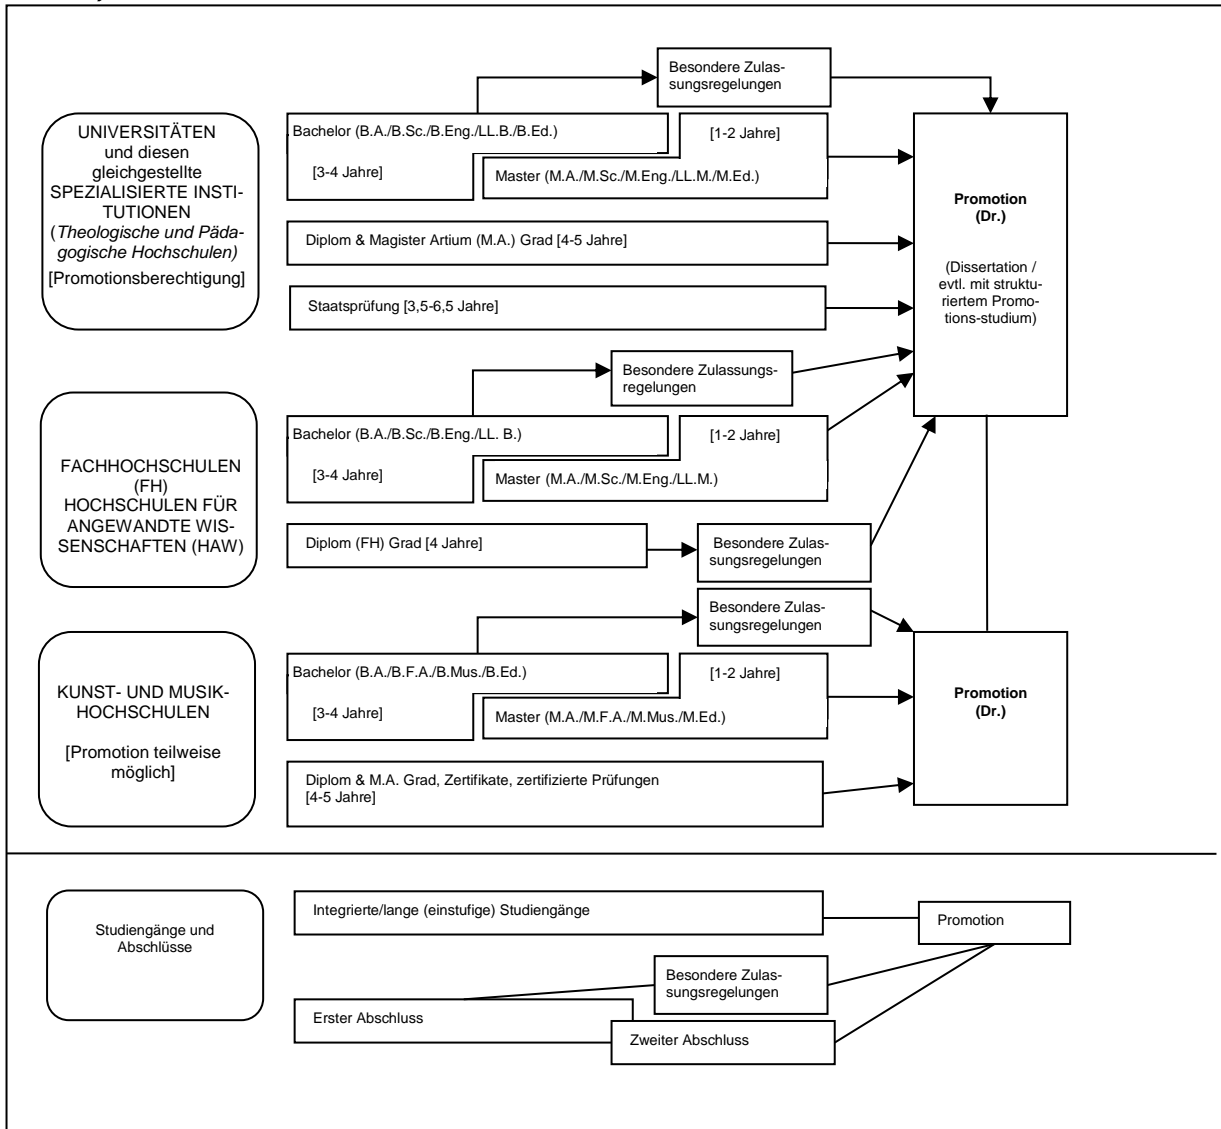 Besondere Zulas-
sungsregelungen
UNIVERSITÄTEN
und diesen
gleichgestellte
SPEZIALISIERTE INSTI-
TUTIONEN
(Theologische und Päda-
gogische Hochschulen)
[Promotionsberechtigung]
Bachelor (B.A./B.Sc./B.Eng./LL.B./B.Ed.)
[3-4 Jahre]
[1-2 Jahre]
Master (M.A./M.Sc./M.Eng./LL.M./M.Ed.)
Diplom & Magister Artium (M.A.) Grad [4-5 Jahre]
Staatsprüfung [3,5-6,5 Jahre]
Promotion
(Dr.)
(Dissertation /
evtl. mit struktu-
riertem Promo-
tions-studium)
Besondere Zulassungs-
regelungen
FACHHOCHSCHULEN
(FH)
HOCHSCHULEN FÜR
ANGEWANDTE WIS-
SENSCHAFTEN (HAW)
Bachelor (B.A./B.Sc./B.Eng./LL. B.)
[3-4 Jahre]
[1-2 Jahre]
Master (M.A./M.Sc./M.Eng./LL.M.)
Diplom (FH) Grad [4 Jahre]
Besondere Zulas-
sungsregelungen
Besondere Zulas-
sungsregelungen
KUNST- UND MUSIK-
HOCHSCHULEN
[Promotion teilweise
möglich]
Bachelor (B.A./B.F.A./B.Mus./B.Ed.)
[3-4 Jahre]
[1-2 Jahre]
Master (M.A./M.F.A./M.Mus./M.Ed.)
Diplom & M.A. Grad, Zertifikate, zertifizierte Prüfungen
[4-5 Jahre]
Promotion
(Dr.)
Studiengänge und
Abschlüsse
Integrierte/lange (einstufige) Studiengänge
Promotion
Besondere Zulas-
sungsregelungen
Erster Abschluss
Zweiter Abschluss